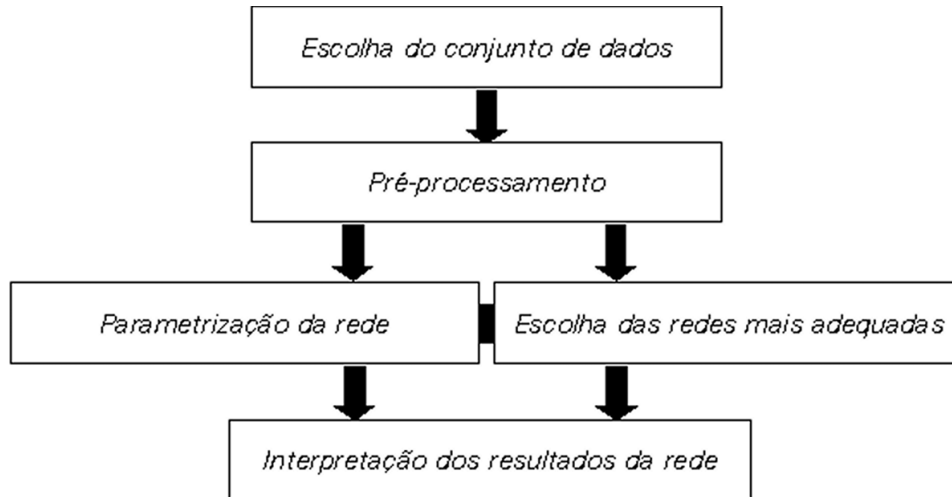 Escolha do conjunto de dados
Pré-processamento
Parametrização da rede
Escolha das redes mais adequadas
Interpretação dos resultados da rede